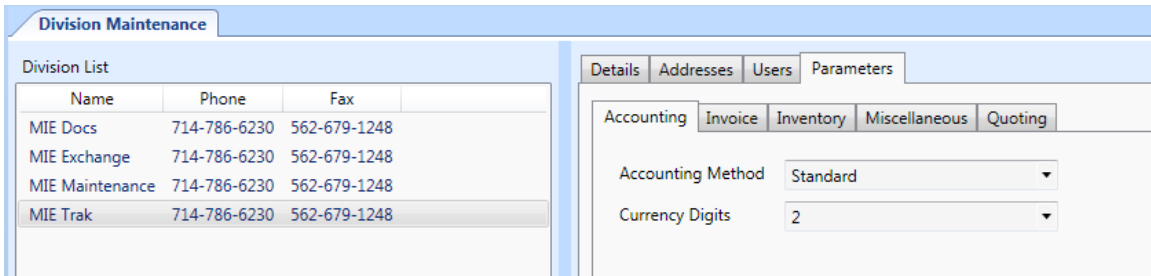 Division Maintenance
Division List
Name Phone Fax
MIE Docs 714-786-6230 562-679-1248
MIE Exchange 714-786-6230 562-679-1248
MIE Maintenance 714-786-6230 562-679-1248
MIE Trak 714-786-6230 562-679-1248
Details Addresses Users Parameters
Accounting Invoice Inventory Miscellaneous Quoting
Accounting Method Standard
Currency Digits 2